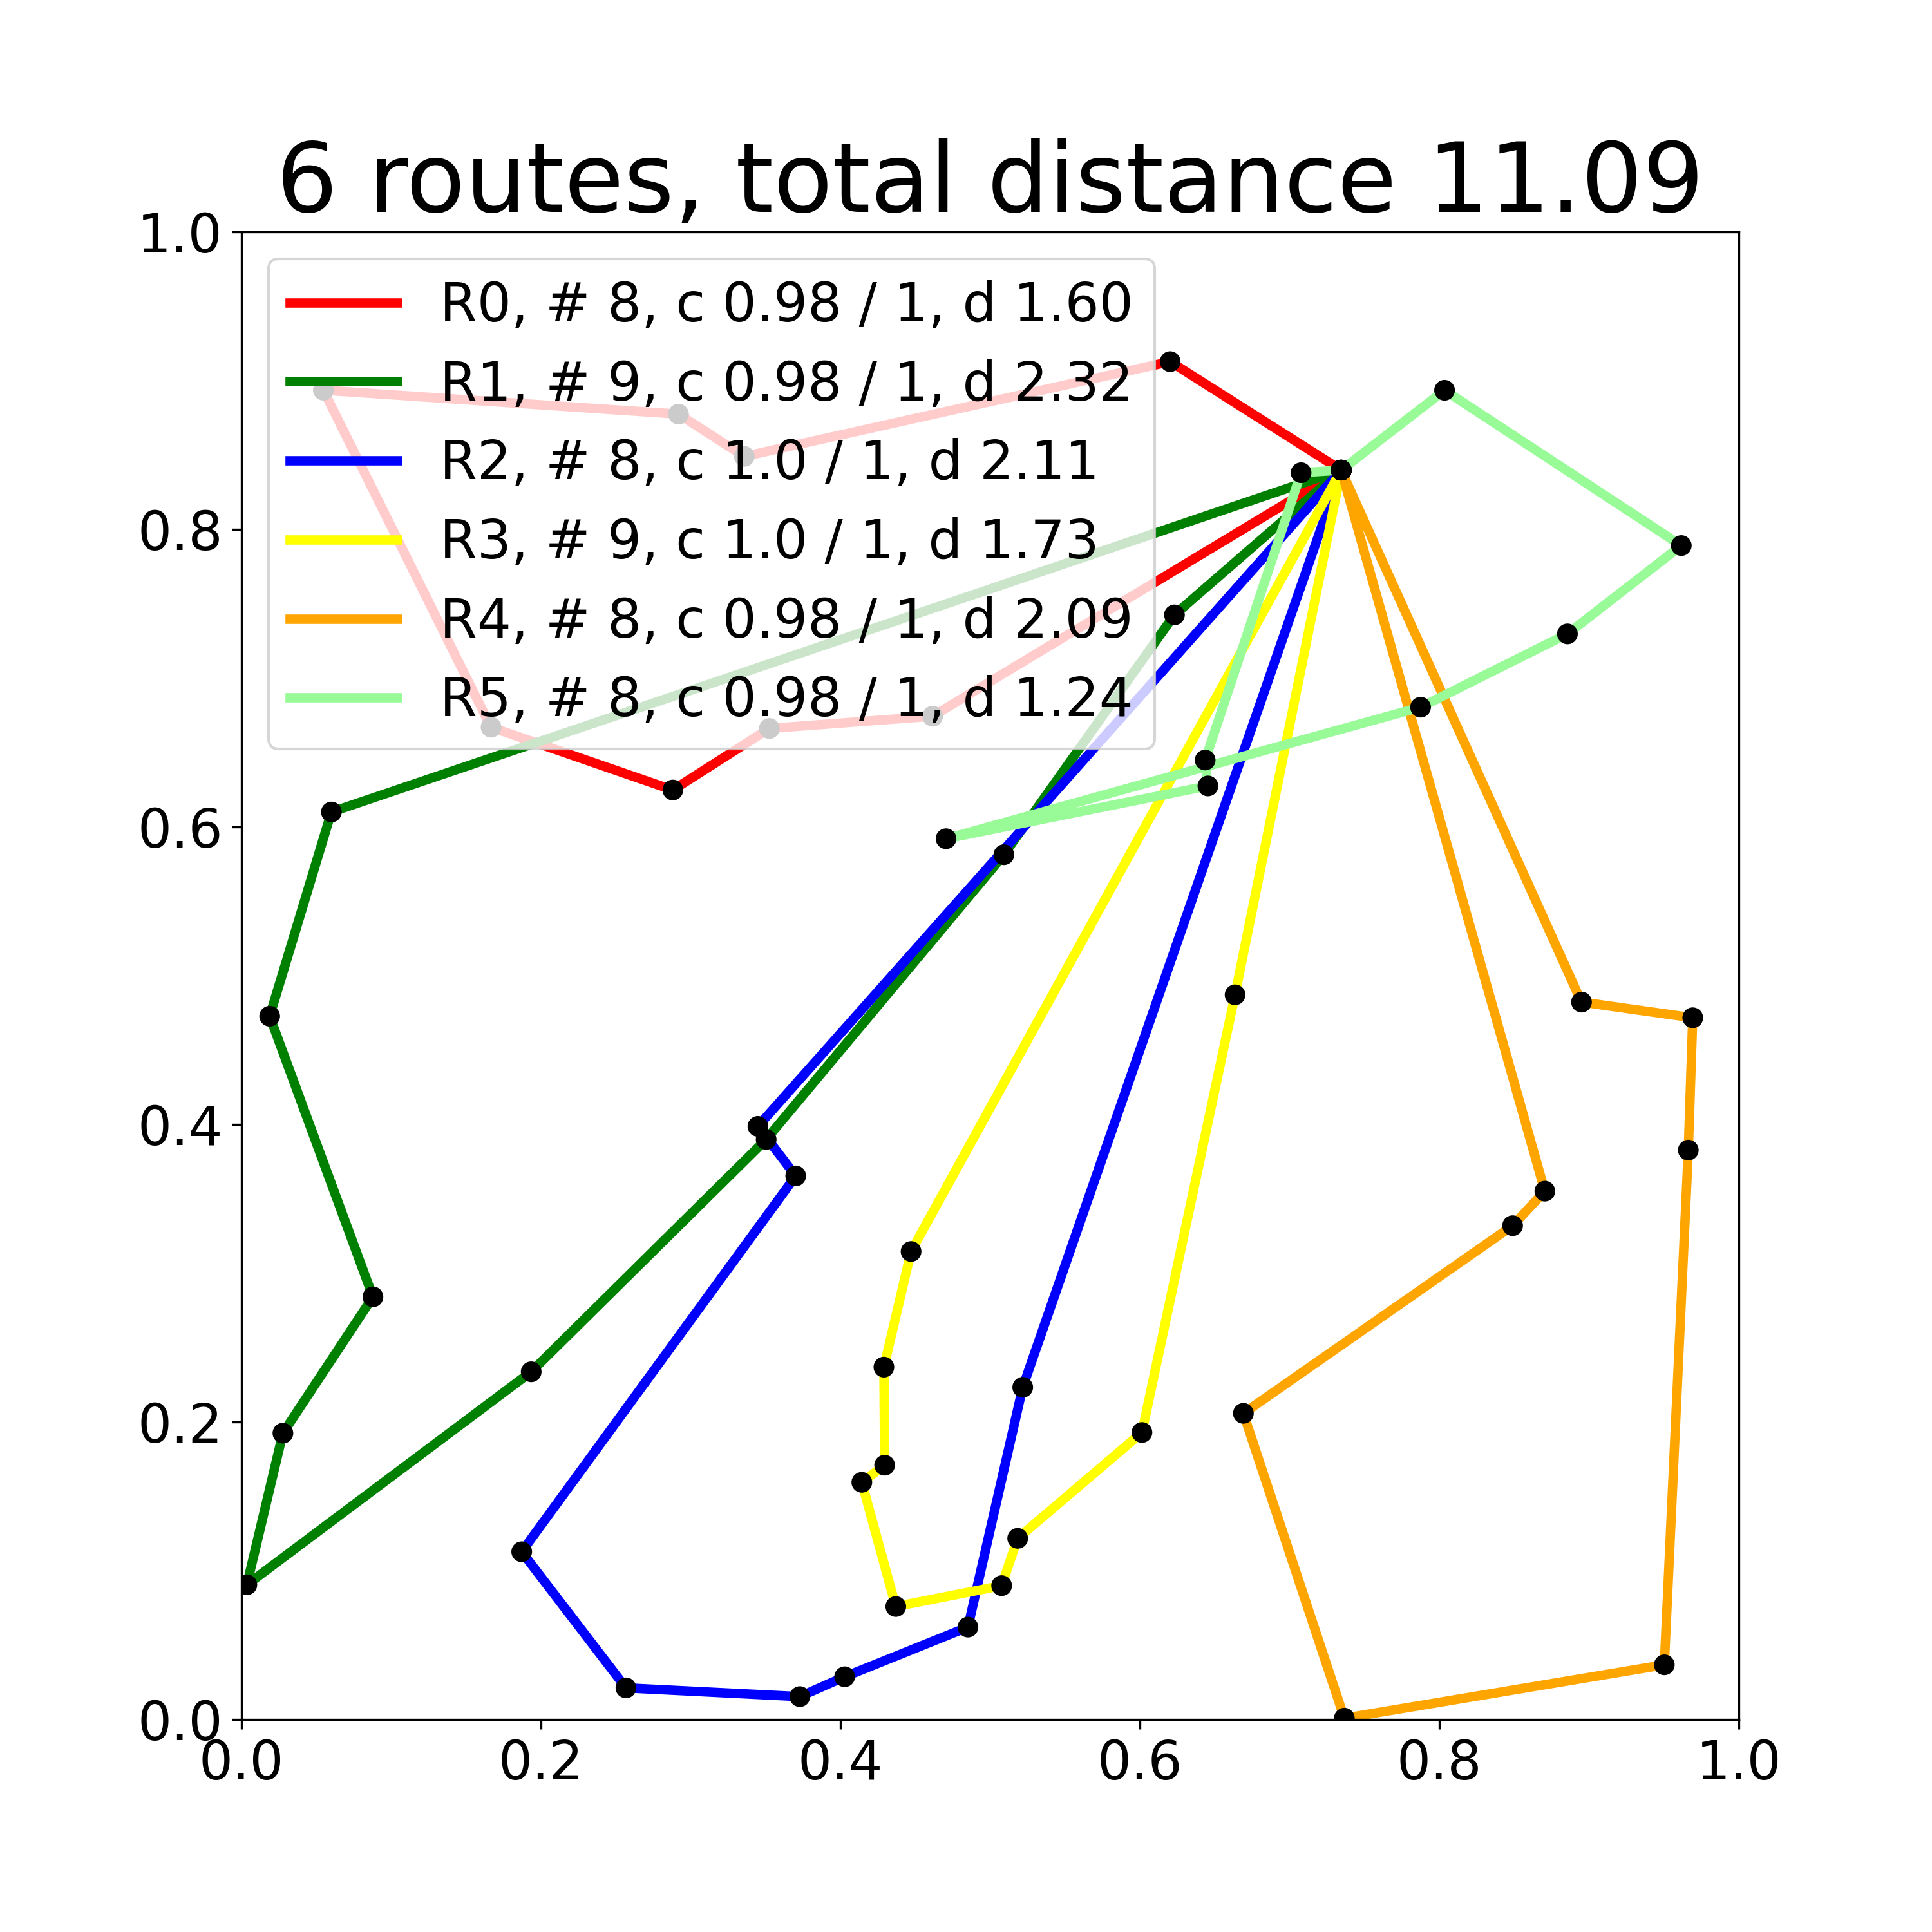 6 routes, total distance 11.09
1.0
0.8
0.6
0.4
0.2
0.0
R0, # 8, c 0.98 / 1, d 1.60
R1, # 9, c 0.98 / 1, d 2.32
R2, # 8, c 1.0 / 1, d 2.11
R3, # 9, c 1.0 / 1, d 1.73
R4, # 8, c 0.98 / 1, d 2.09
R5, # 8, c 0.98 / 1, d 1.24
0.0 0.2 0.4 0.6 0.8 1.0